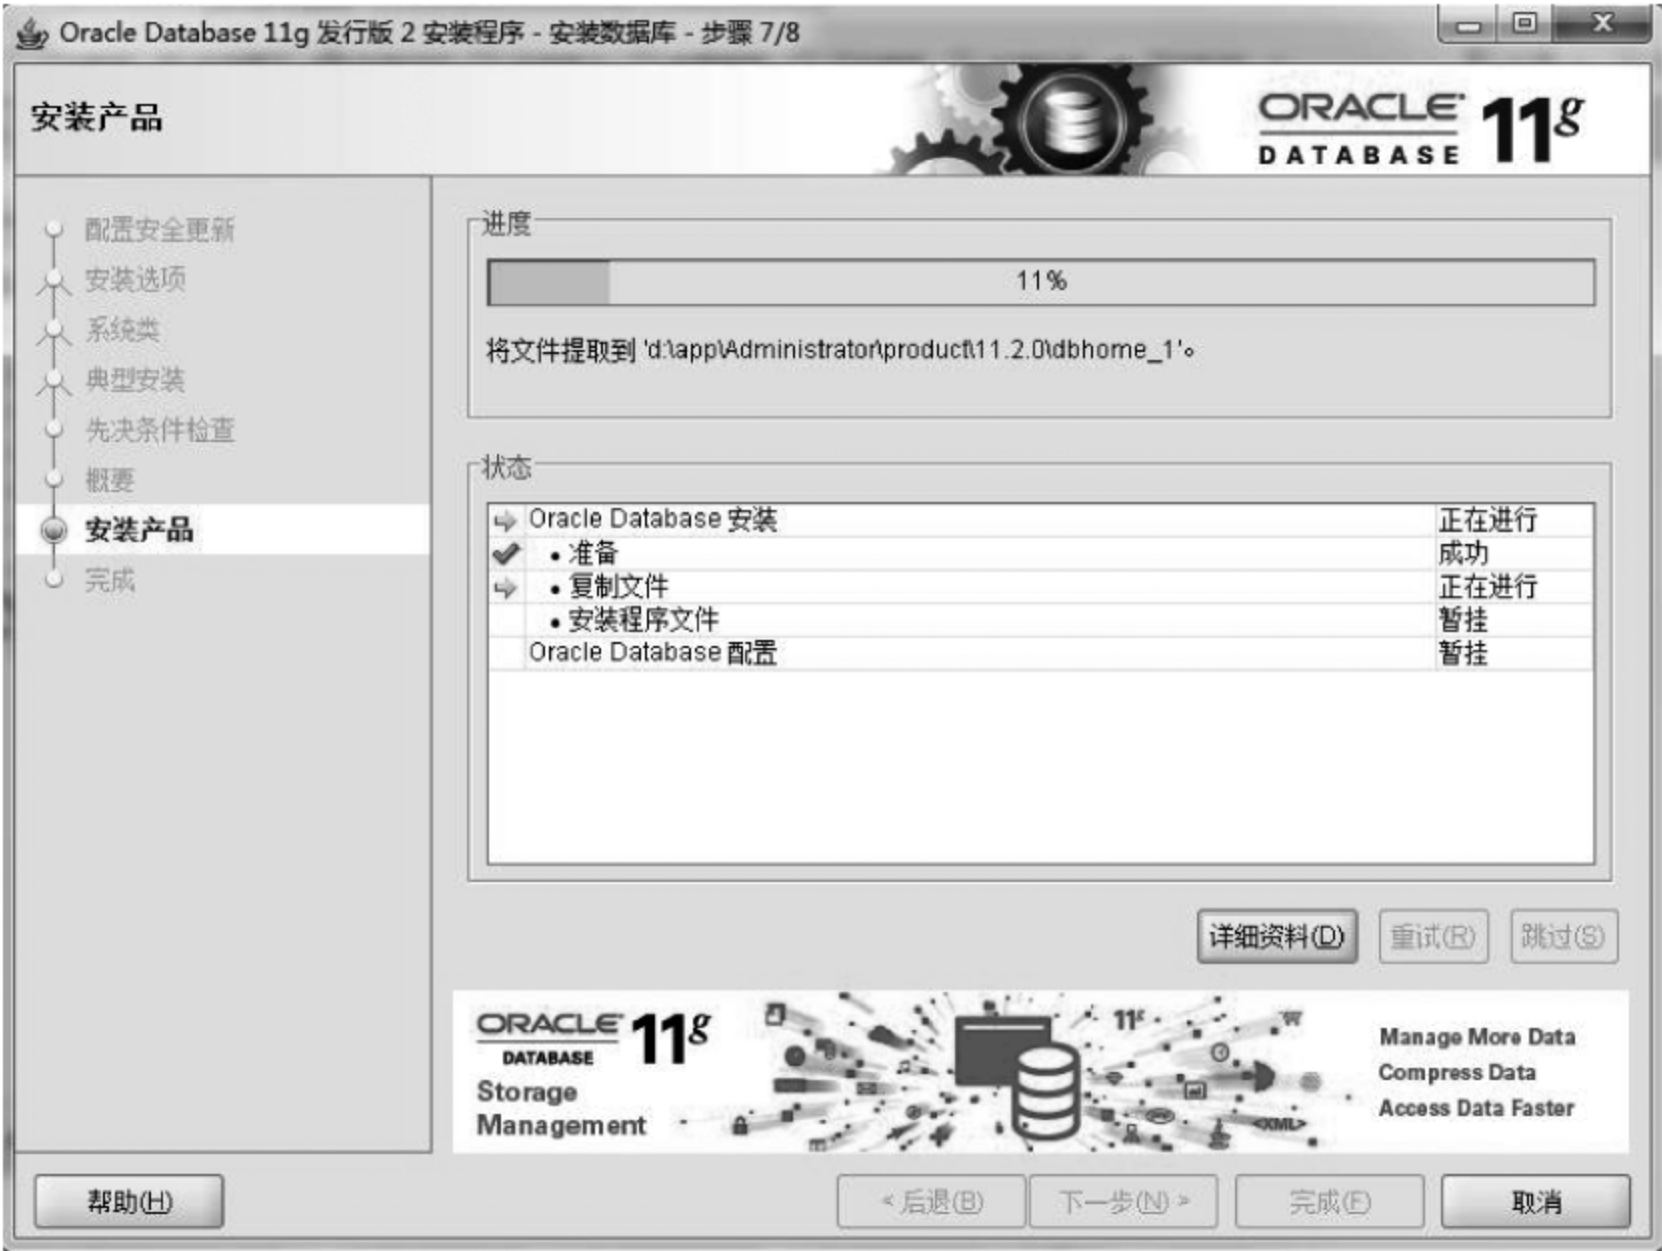 Oracle Database 11g 发行版 2 安装程序 - 安装数据库 - 步骤 7/8
安装产品
ORACLE
DATABASE
11g
配置安全更新
安装选项
系统类
典型安装
先决条件检查
概要
安装产品
完成
进度
11%
将文件提取到 'd:\app\Administrator\product\11.2.0\dbhome_1'。
状态
Oracle Database 安装 正在进行
• 准备 成功
• 复制文件 正在进行
• 安装程序文件 暂挂
Oracle Database 配置 暂挂
详细资料(D) 重试(R) 跳过(S)
ORACLE
DATABASE
11g
Storage
Management
11g
<XML>
Manage More Data
Compress Data
Access Data Faster
帮助(H) < 后退(B) 下一步(N) > 完成(F) 取消